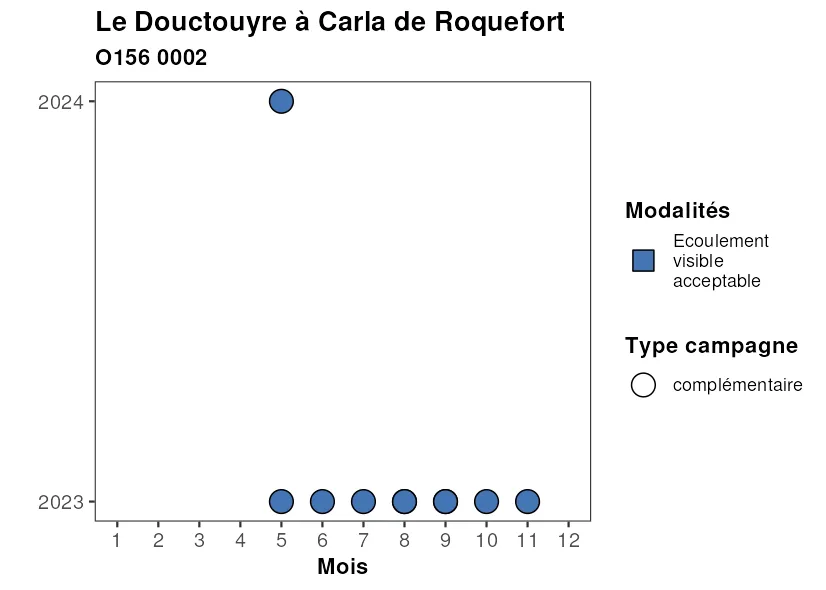 Le Douctouyre à Carla de Roquefort
O156 0002
2024
2023
1 2 3 4 5 6 7 8 9 10 11 12
Mois
Modalités
Ecoulement
visible
acceptable
Type campagne
complémentaire